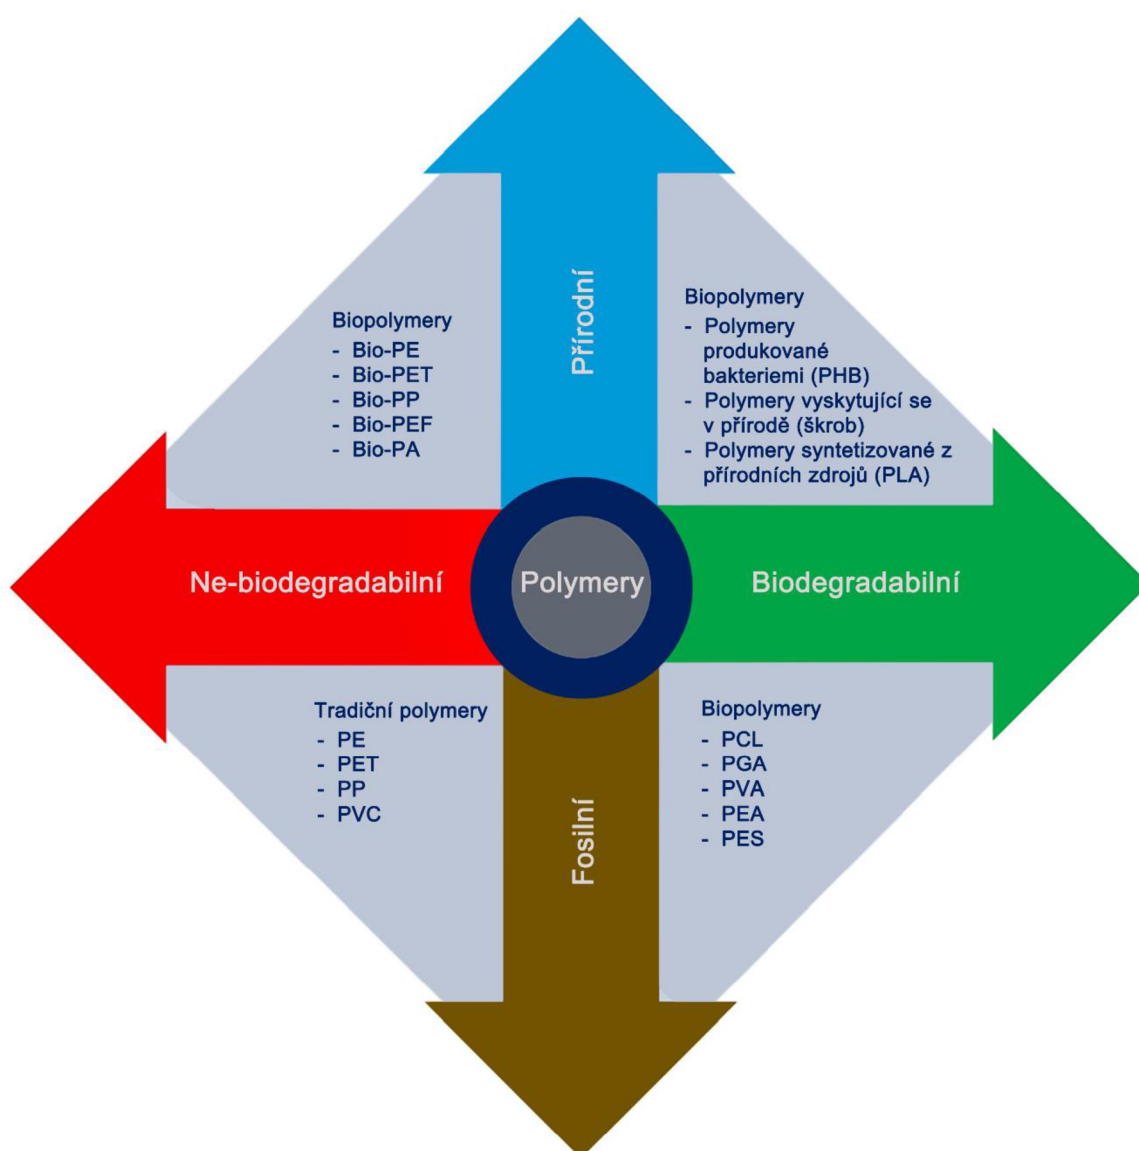 Přírodní
Biopolymery
- Bio-PE
- Bio-PET
- Bio-PP
- Bio-PEF
- Bio-PA
Biopolymery
- Polymery
produkované
bakteriemi (PHB)
- Polymery vyskytující se
v přírodě (škrob)
- Polymery syntetizované z
přírodních zdrojů (PLA)
Ne-biodegradabilní
Polymery
Biodegradabilní
Tradiční polymery
- PE
- PET
- PP
- PVC
Fosilní
Biopolymery
- PCL
- PGA
- PVA
- PEA
- PES